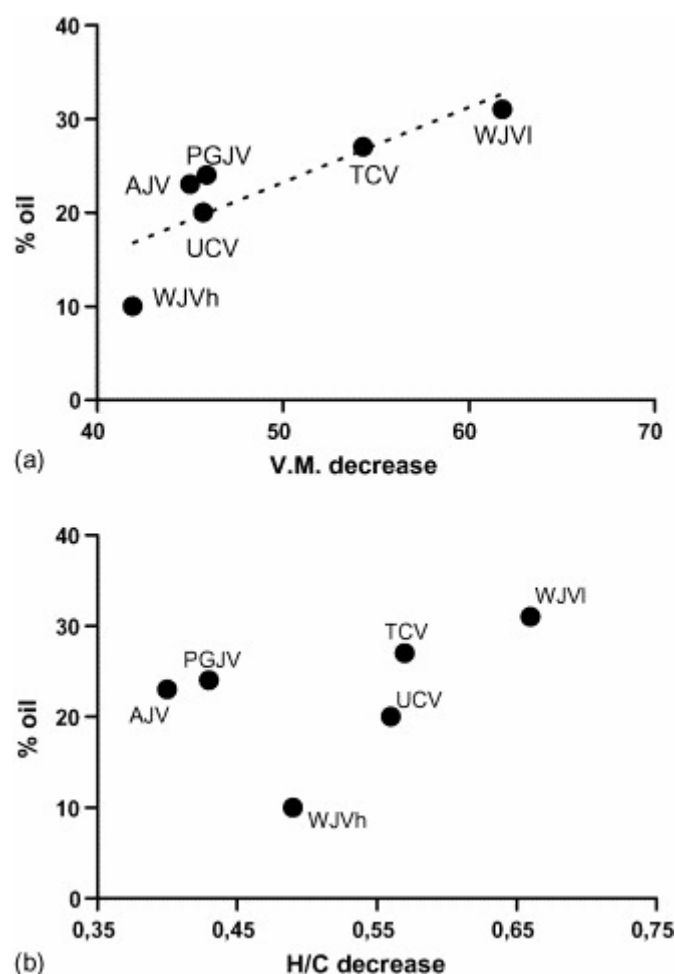 40
30
20
10
0
% oil
PGJV
AJV
UCV
WJVh
TCV
WJVl
40 50 60 70
(a)
V.M. decrease
40
30
20
10
0
% oil
WJVl
TCV
PGJV
AJV
UCV
WJVh
0,35 0,45 0,55 0,65 0,75
(b)
H/C decrease